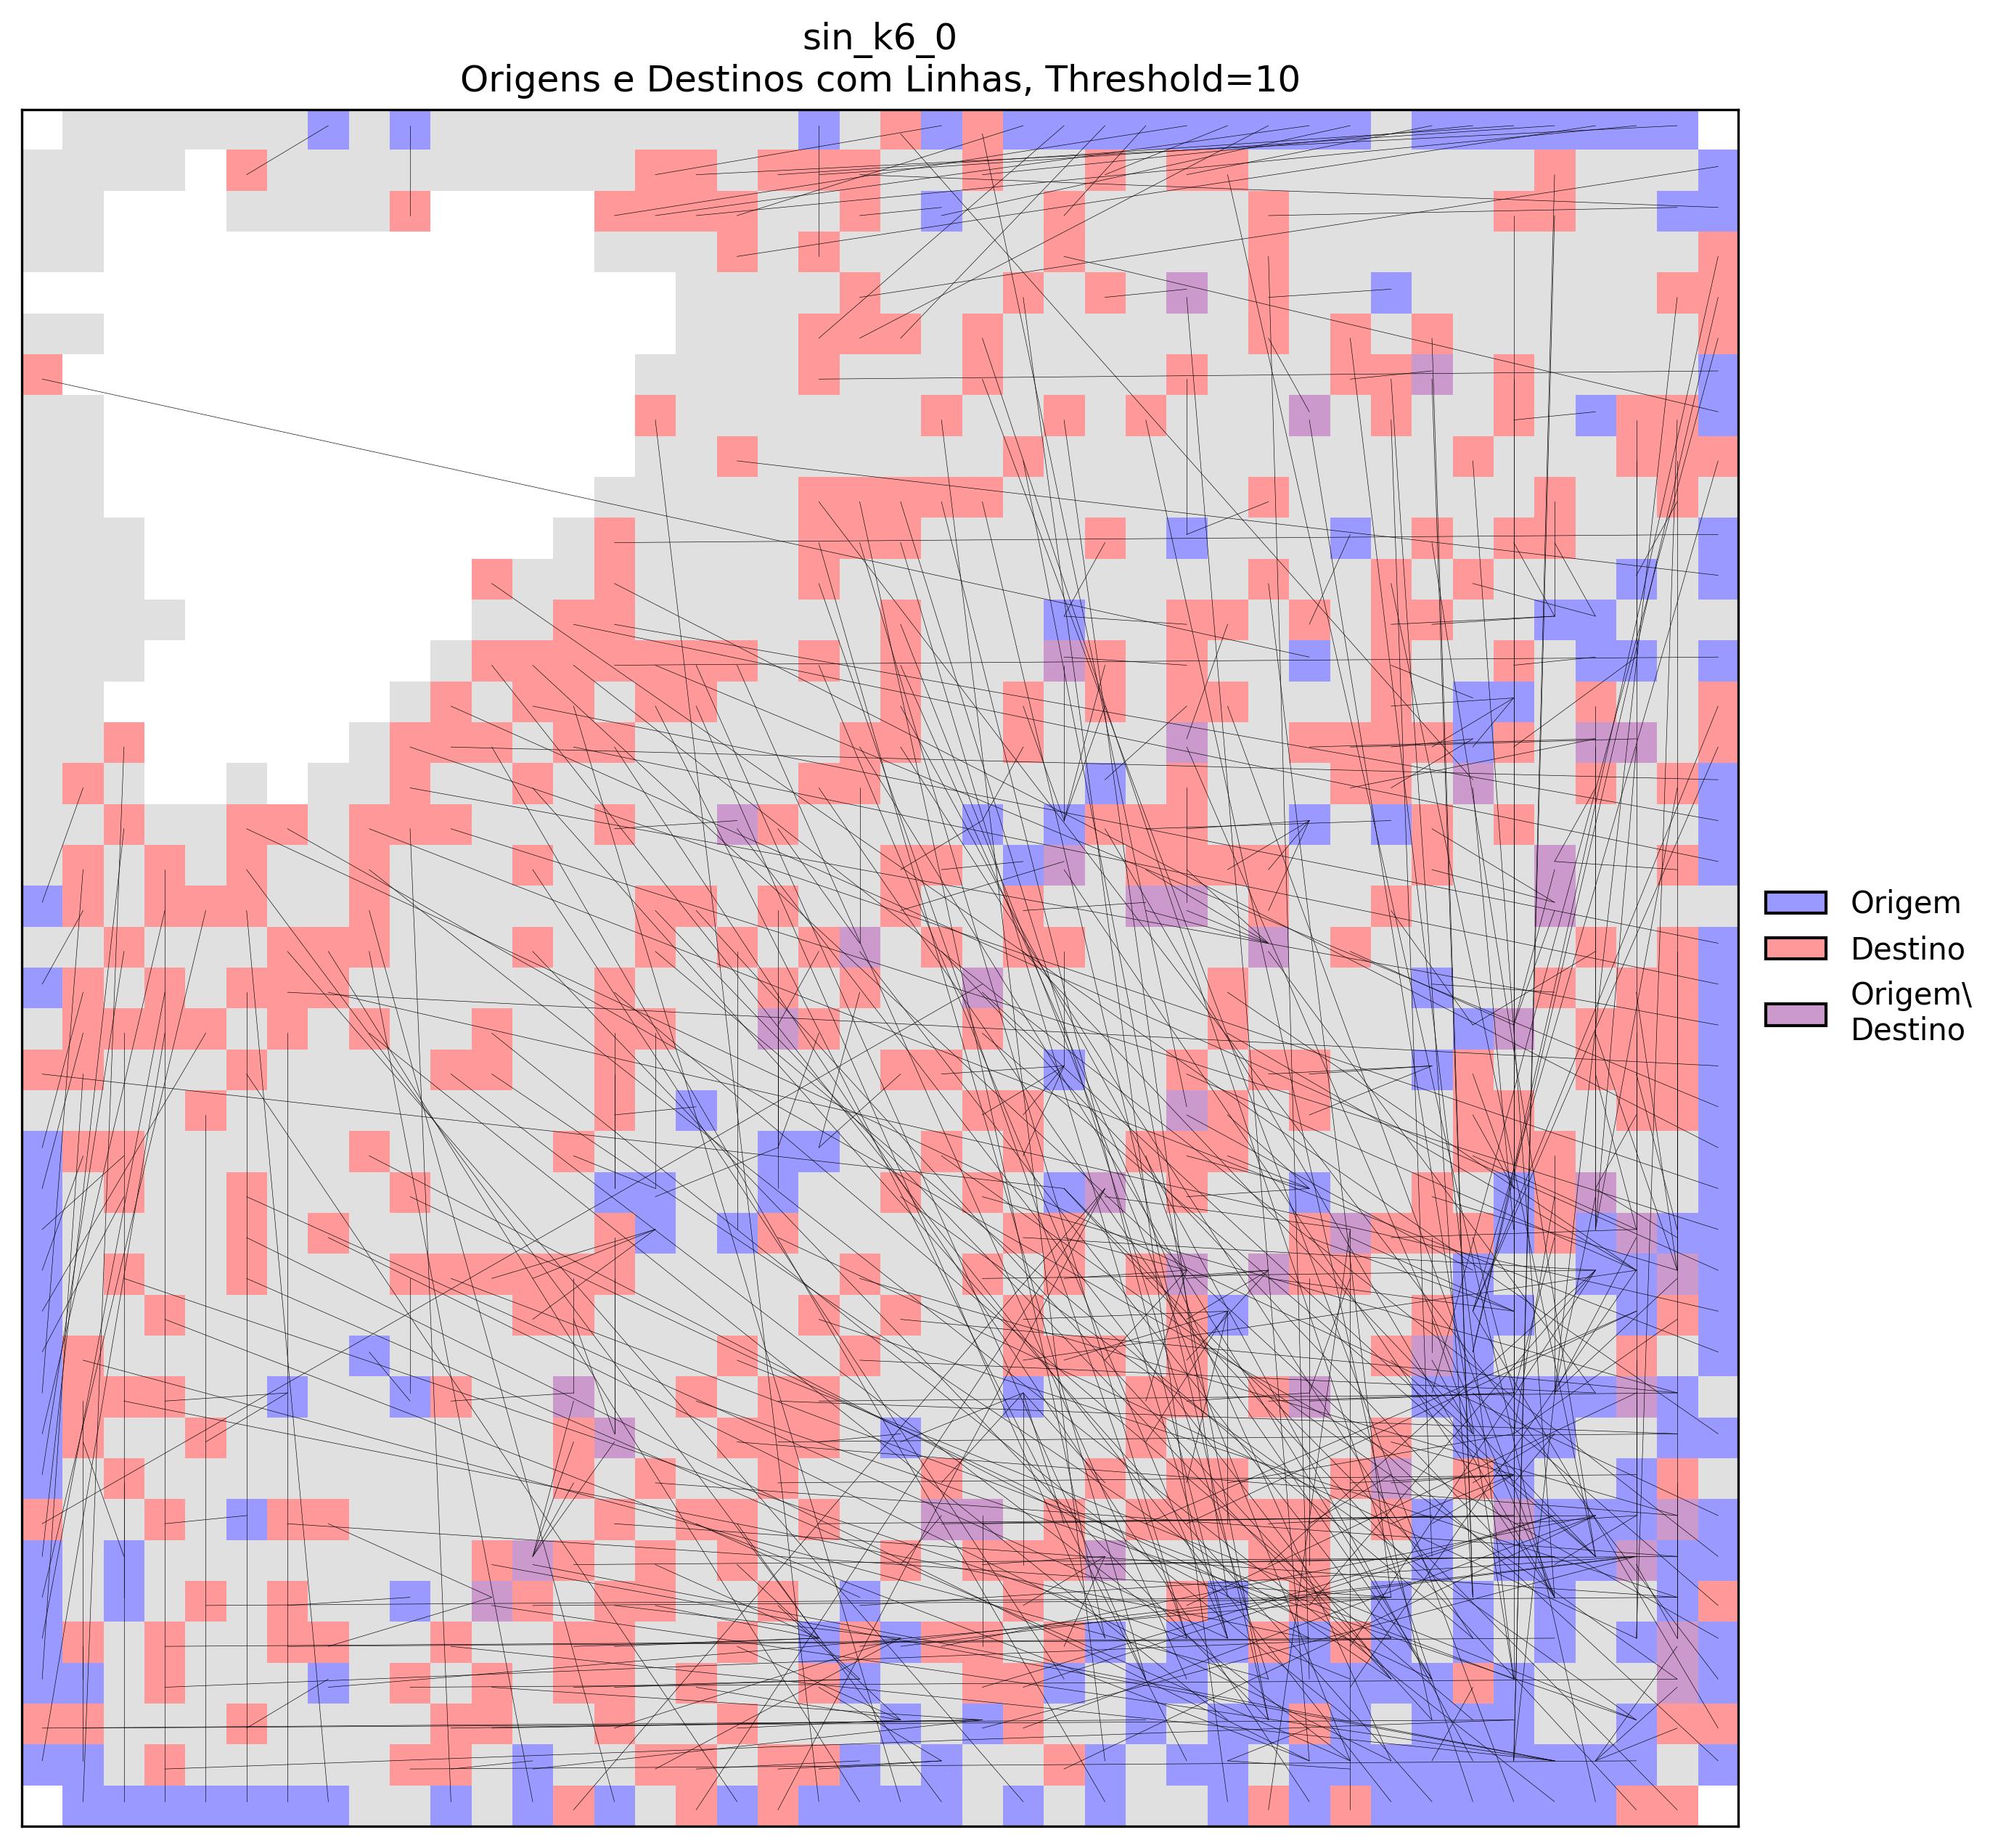 sin_k6_0
Origens e Destinos com Linhas, Threshold=10
Origem
Destino
Origem\
Destino